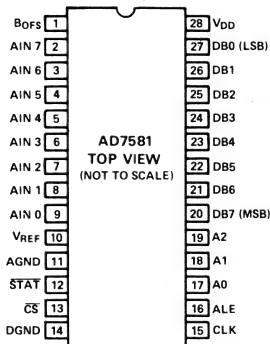 BOFS 1 28 VDD
AIN 7 2 27 DB0 (LSB)
AIN 6 3 26 DB1
AIN 5 4 25 DB2
AIN 4 5 24 DB3
AIN 3 6 23 DB4
AD7581
TOP VIEW
(NOT TO SCALE)
AIN 2 7 22 DB5
AIN 1 8 21 DB6
AIN 0 9 20 DB7 (MSB)
VREF 10 19 A2
AGND 11 18 A1
STAT 12 17 A0
CS 13 16 ALE
DGND 14 15 CLK